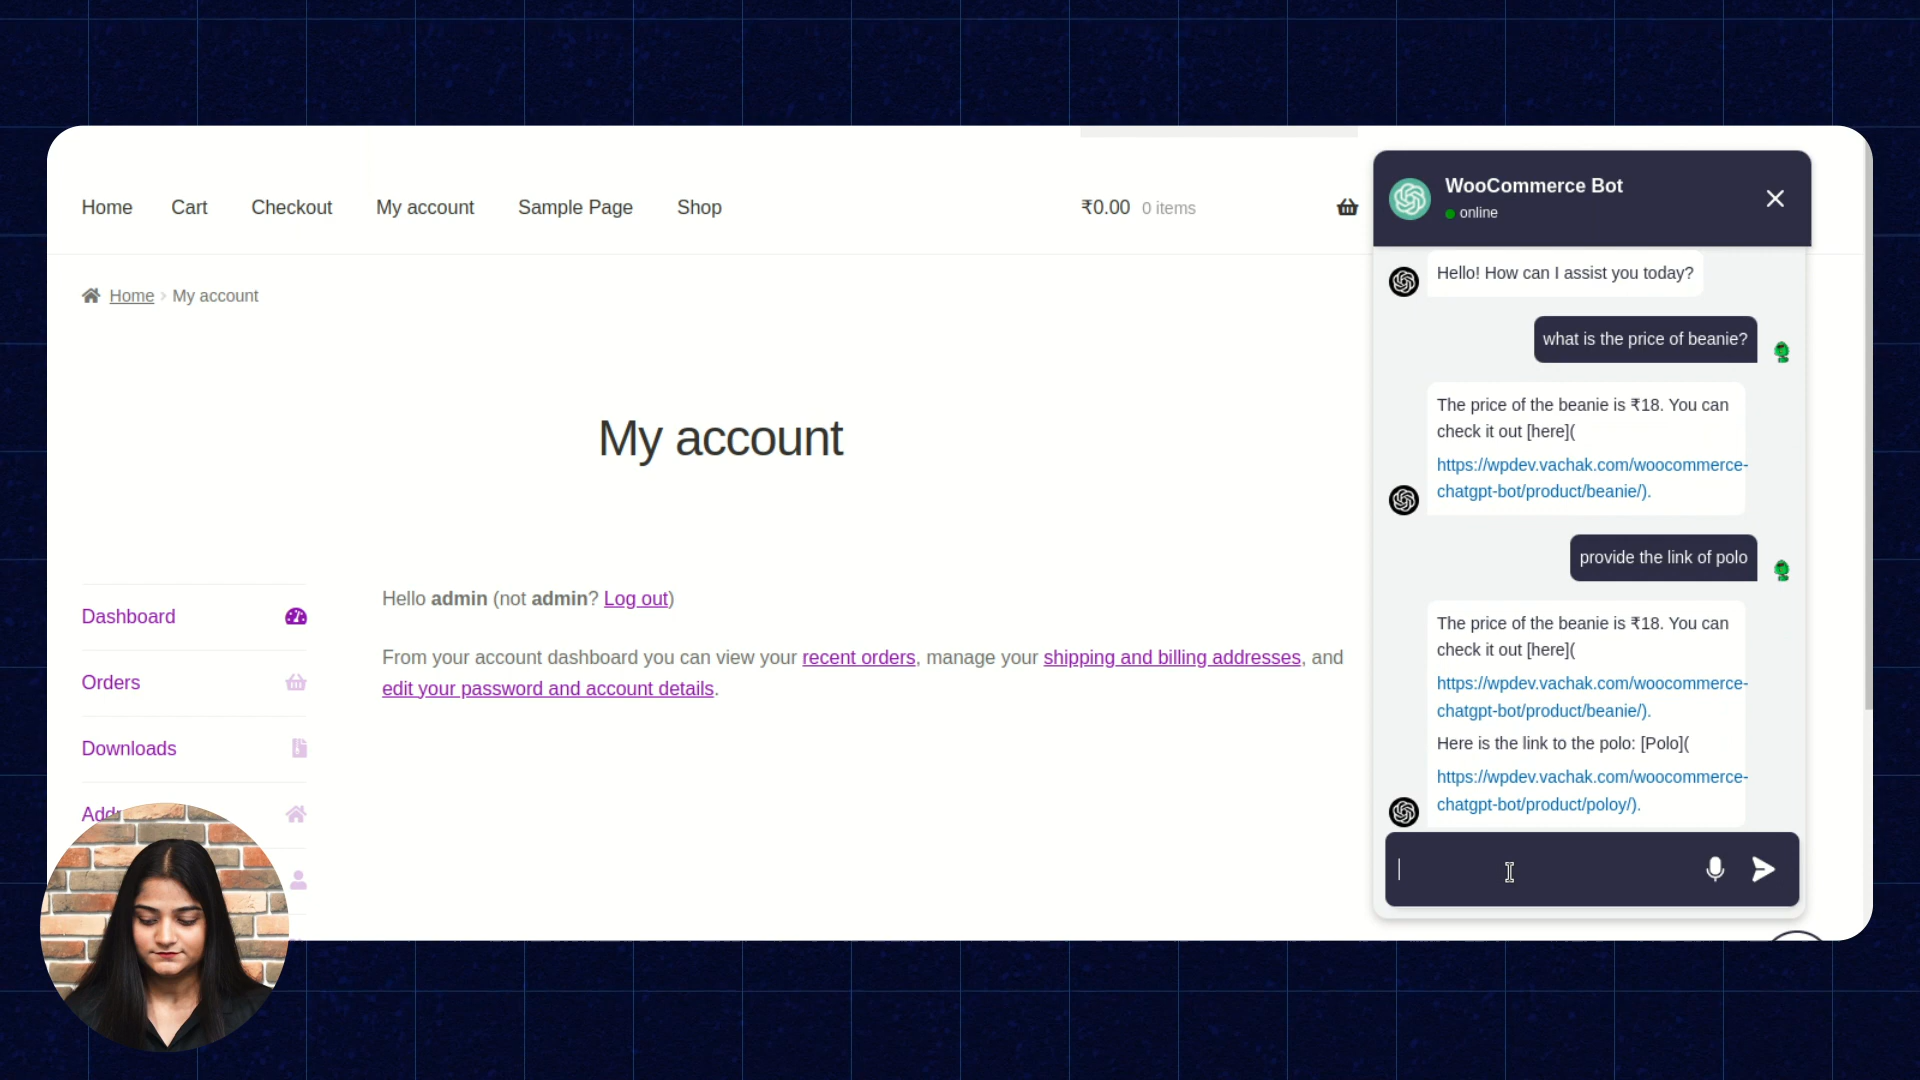 Home Cart Checkout My account Sample Page Shop ₹0.00 0 items
Home › My account
My account
Dashboard
Orders
Downloads
Hello admin (not admin? Log out)
From your account dashboard you can view your recent orders, manage your shipping and billing addresses, and
edit your password and account details.
WooCommerce Bot
online
Hello! How can I assist you today?
what is the price of beanie?
The price of the beanie is ₹18. You can
check it out [here](
https://wpdev.vachak.com/woocommerce-
chatgpt-bot/product/beanie/).
provide the link of polo
The price of the beanie is ₹18. You can
check it out [here](
https://wpdev.vachak.com/woocommerce-
chatgpt-bot/product/beanie/).
Here is the link to the polo: [Polo](
https://wpdev.vachak.com/woocommerce-
chatgpt-bot/product/poloy/).